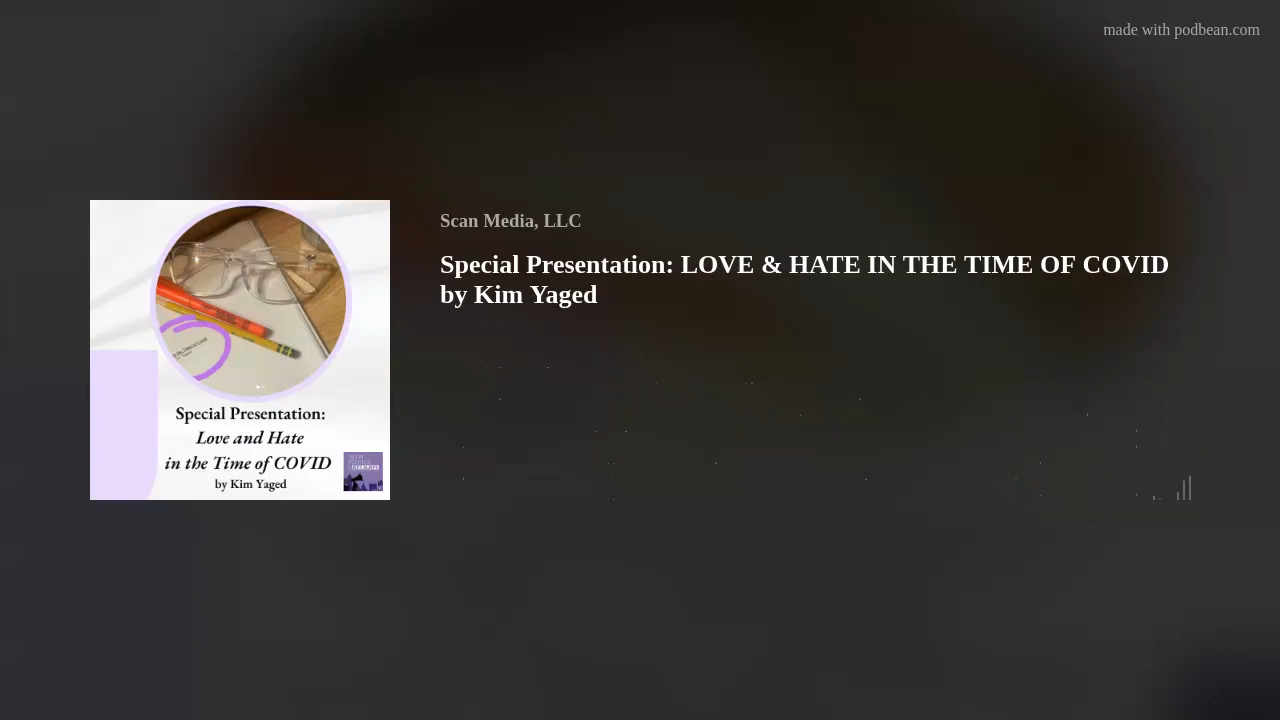 made with podbean.com
Scan Media, LLC
Special Presentation: LOVE & HATE IN THE TIME OF COVID
by Kim Yaged
Special Presentation:
Love and Hate
in the Time of COVID
by Kim Yaged